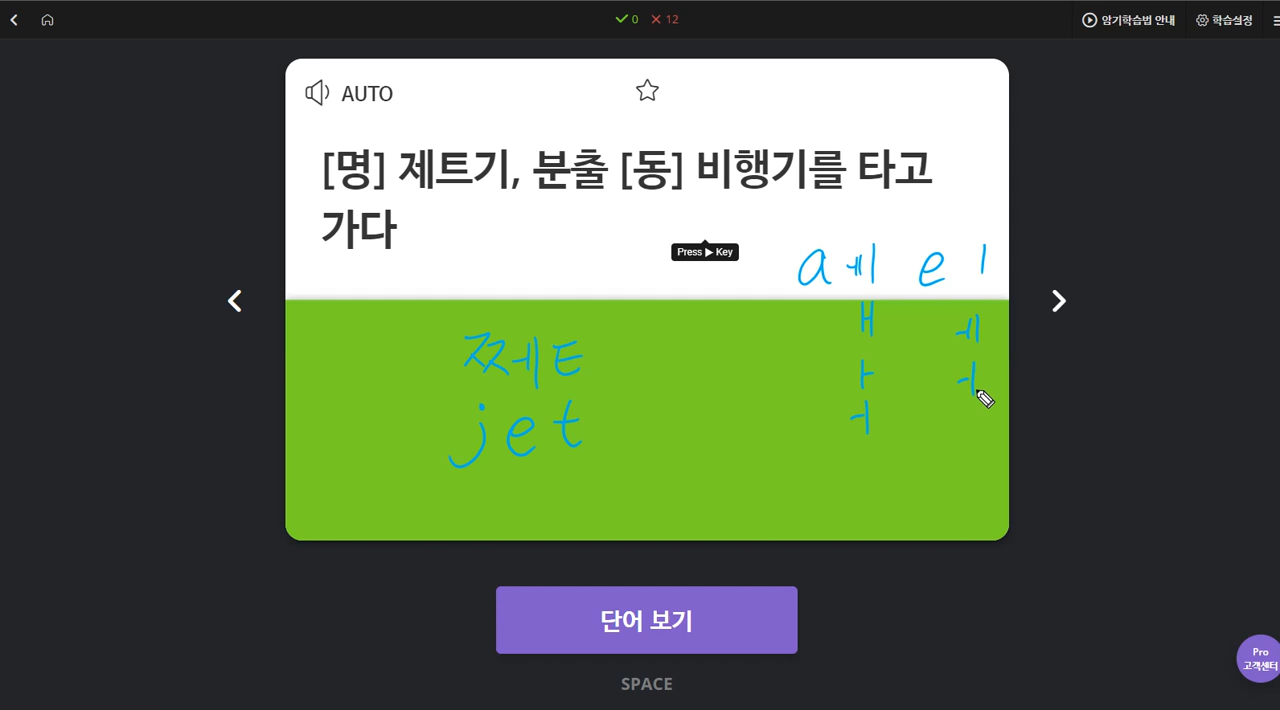 0 12
암기학습법 안내 학습설정
AUTO
[명] 제트기, 분출 [동] 비행기를 타고
가다
Press ▶ Key
a ㅔ e ㅣ
ㅐ ㅔ
ㅏ ㅓ
ㅓ
쩨트
jet
단어 보기
SPACE
Pro
고객센터